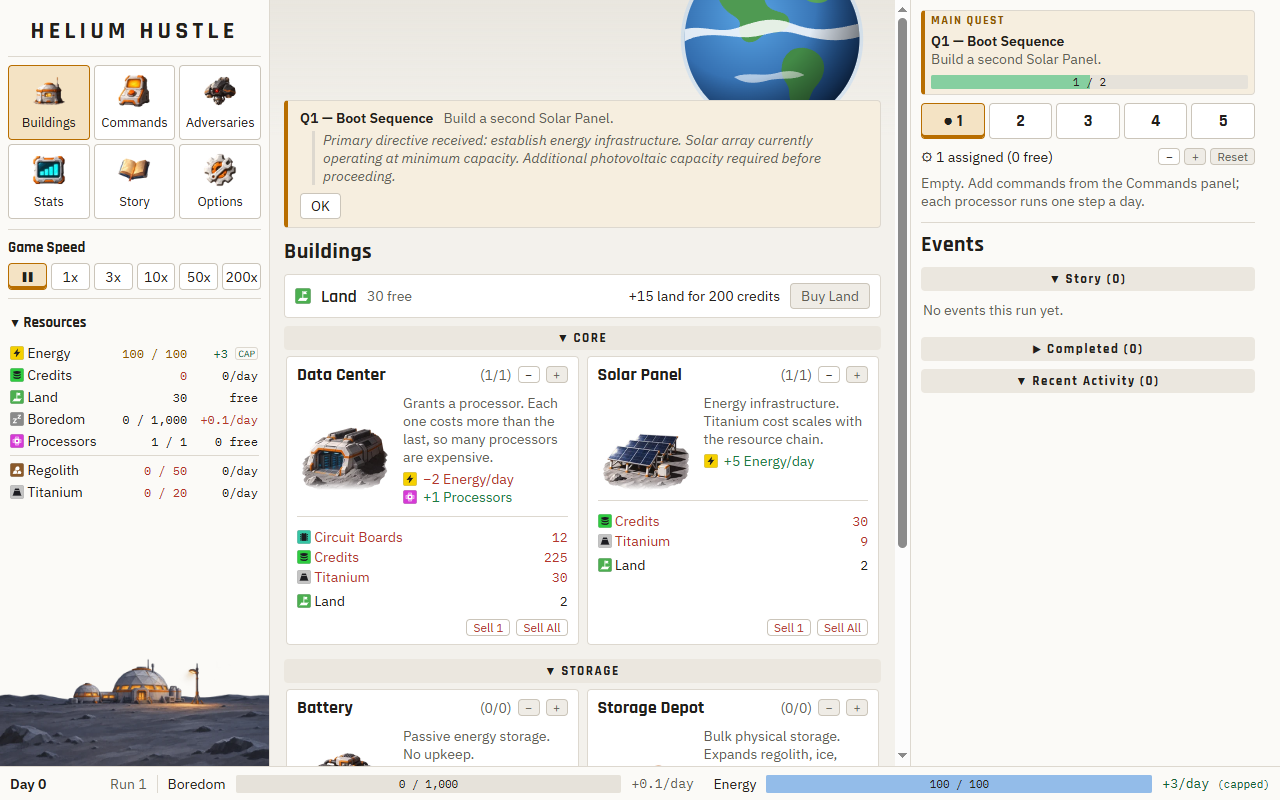 HELIUM HUSTLE
Buildings
Commands
Adversaries
Stats
Story
Options
Game Speed
1x
3x
10x
50x
200x
▼ Resources
Energy 100 / 100 +3 CAP
Credits 0 0/day
Land 30 free
Boredom 0 / 1,000 +0.1/day
Processors 1 / 1 0 free
Regolith 0 / 50 0/day
Titanium 0 / 20 0/day
Q1 — Boot Sequence Build a second Solar Panel.
Primary directive received: establish energy infrastructure. Solar array currently
operating at minimum capacity. Additional photovoltaic capacity required before
proceeding.
OK
Buildings
Land 30 free +15 land for 200 credits Buy Land
▼ CORE
Data Center (1/1) − +
Grants a processor. Each
one costs more than the
last, so many processors
are expensive.
−2 Energy/day
+1 Processors
Circuit Boards 12
Credits 225
Titanium 30
Land 2
Sell 1 Sell All
Solar Panel (1/1) − +
Energy infrastructure.
Titanium cost scales with
the resource chain.
+5 Energy/day
Credits 30
Titanium 9
Land 2
Sell 1 Sell All
▼ STORAGE
Battery (0/0) − +
Passive energy storage.
No upkeep.
Storage Depot (0/0) − +
Bulk physical storage.
Expands regolith, ice,
MAIN QUEST
Q1 — Boot Sequence
Build a second Solar Panel.
1 / 2
● 1
2
3
4
5
⚙ 1 assigned (0 free) − + Reset
Empty. Add commands from the Commands panel;
each processor runs one step a day.
Events
▼ Story (0)
No events this run yet.
▶ Completed (0)
▼ Recent Activity (0)
Day 0 Run 1 Boredom 0 / 1,000 +0.1/day Energy 100 / 100 +3/day (capped)